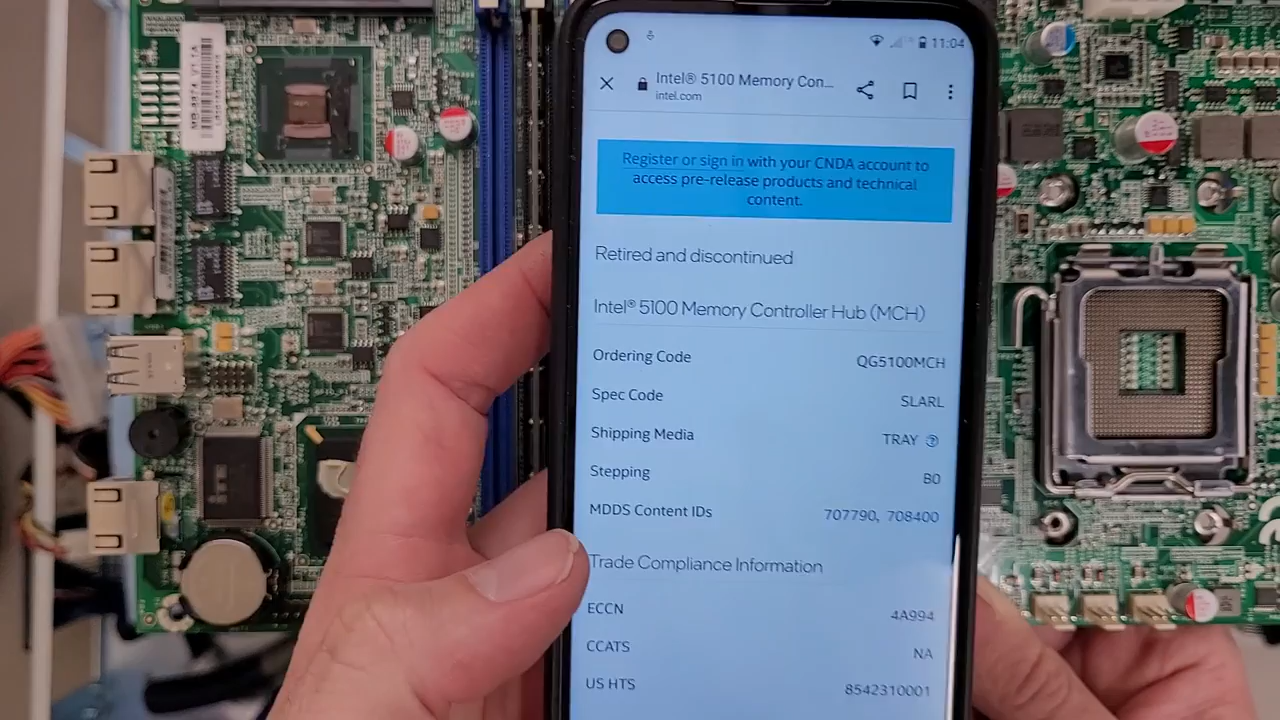 11:04
Intel® 5100 Memory Con...
intel.com
Register or sign in with your CNDA account to
access pre-release products and technical
content.
Retired and discontinued
Intel® 5100 Memory Controller Hub (MCH)
Ordering Code QG5100MCH
Spec Code SLARL
Shipping Media TRAY
Stepping B0
MDDS Content IDs 707790, 708400
Trade Compliance Information
ECCN 4A994
CCATS NA
US HTS 8542310001